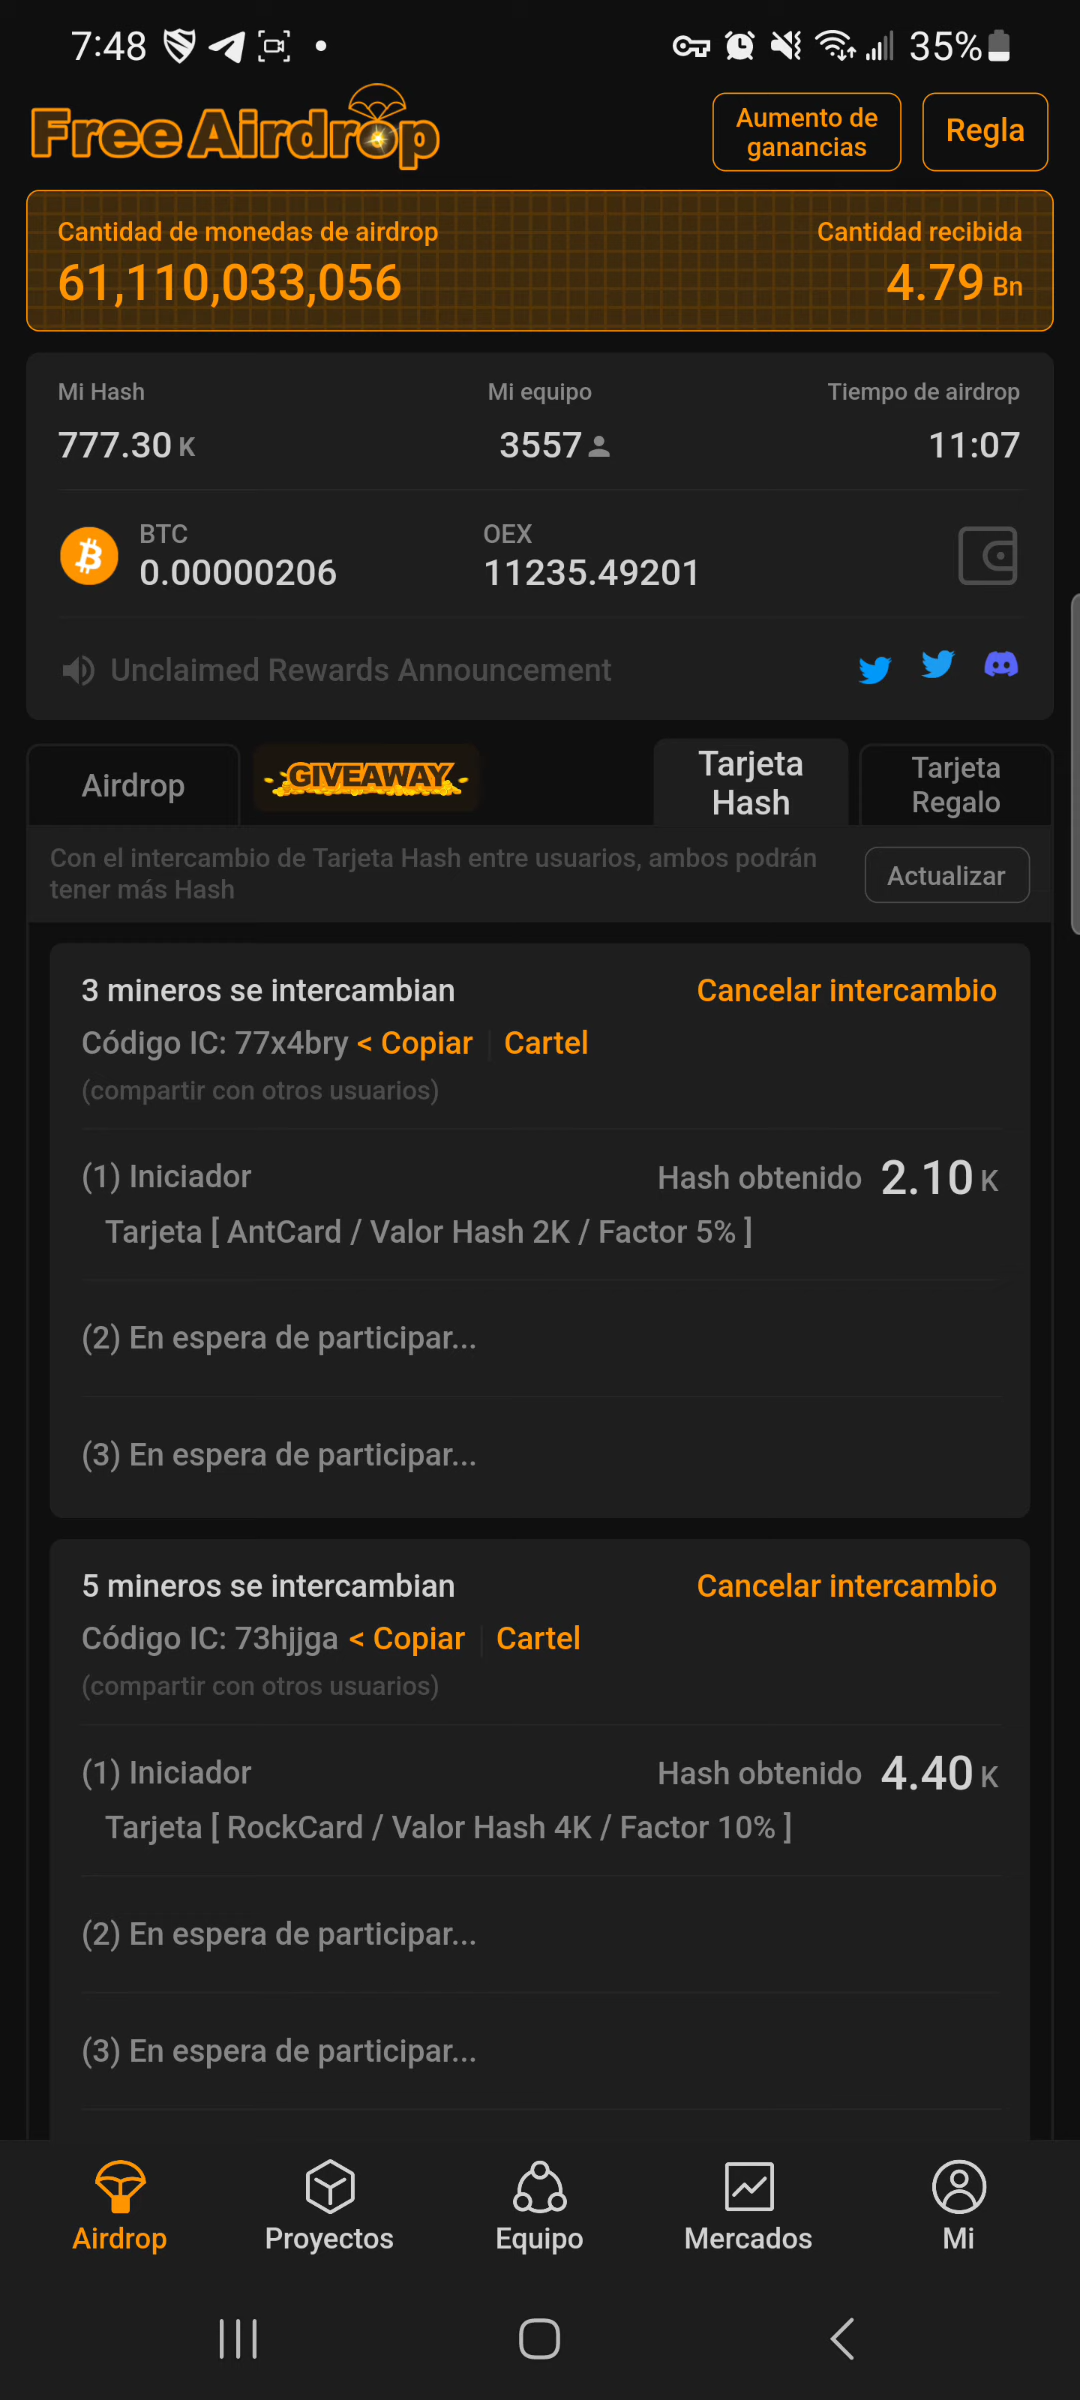 7:48
35%
Free Airdrop
Aumento de
ganancias
Regla
Cantidad de monedas de airdrop
Cantidad recibida
61,110,033,056
4.79 Bn
Mi Hash
Mi equipo
Tiempo de airdrop
777.30 K
3557
11:07
BTC
0.00000206
OEX
11235.49201
Unclaimed Rewards Announcement
Airdrop
GIVEAWAY
Tarjeta
Hash
Tarjeta
Regalo
Con el intercambio de Tarjeta Hash entre usuarios, ambos podrán
tener más Hash
Actualizar
3 mineros se intercambian
Cancelar intercambio
Código IC: 77x4bry < Copiar | Cartel
(compartir con otros usuarios)
(1) Iniciador
Hash obtenido 2.10 K
Tarjeta [ AntCard / Valor Hash 2K / Factor 5% ]
(2) En espera de participar...
(3) En espera de participar...
5 mineros se intercambian
Cancelar intercambio
Código IC: 73hjjga < Copiar | Cartel
(compartir con otros usuarios)
(1) Iniciador
Hash obtenido 4.40 K
Tarjeta [ RockCard / Valor Hash 4K / Factor 10% ]
(2) En espera de participar...
(3) En espera de participar...
Airdrop
Proyectos
Equipo
Mercados
Mi